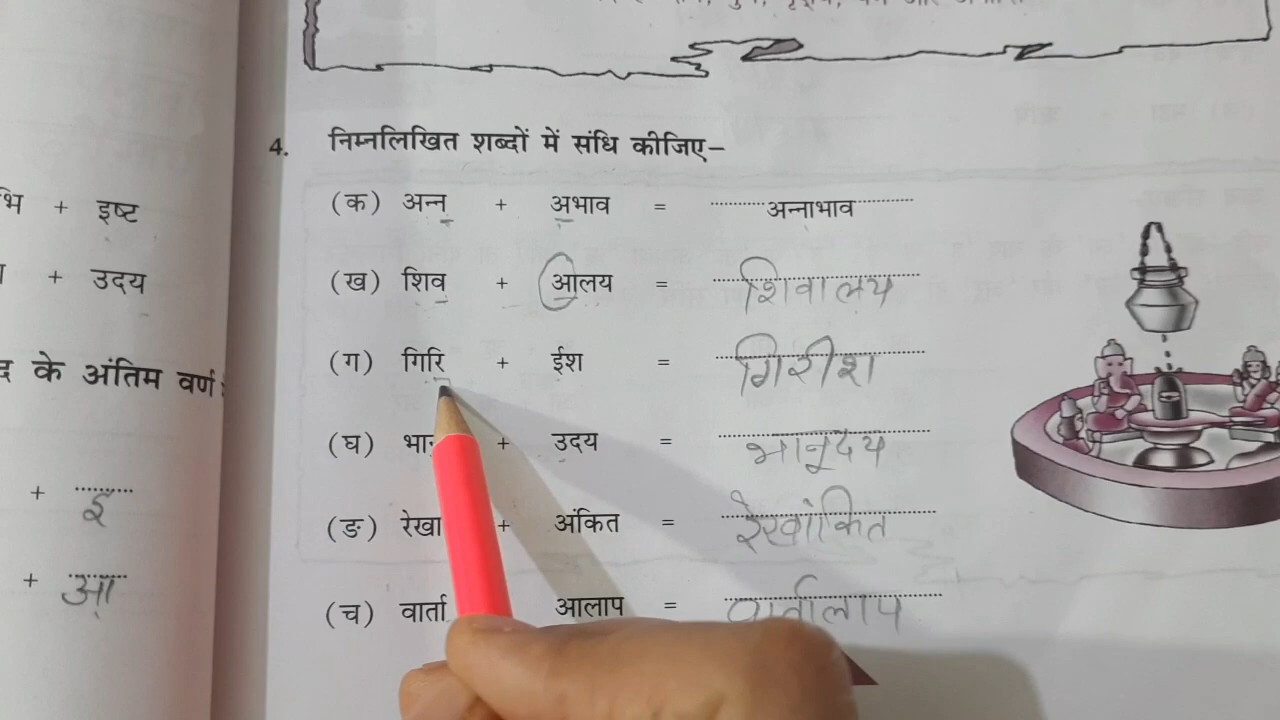 4. निम्नलिखित शब्दों में संधि कीजिए–
(क) अन्न + अभाव = अन्नाभाव
(ख) शिव + आलय = शिवालय
(ग) गिरि + ईश = गिरीश
(घ) + उदय = भानूदय
(ङ) रेखा + अंकित = रेखांकित
(च) वार्ता आलाप = वार्तालाप
+ इष्ट
+ उदय
के अंतिम वर्ण
+ इ
+ आ